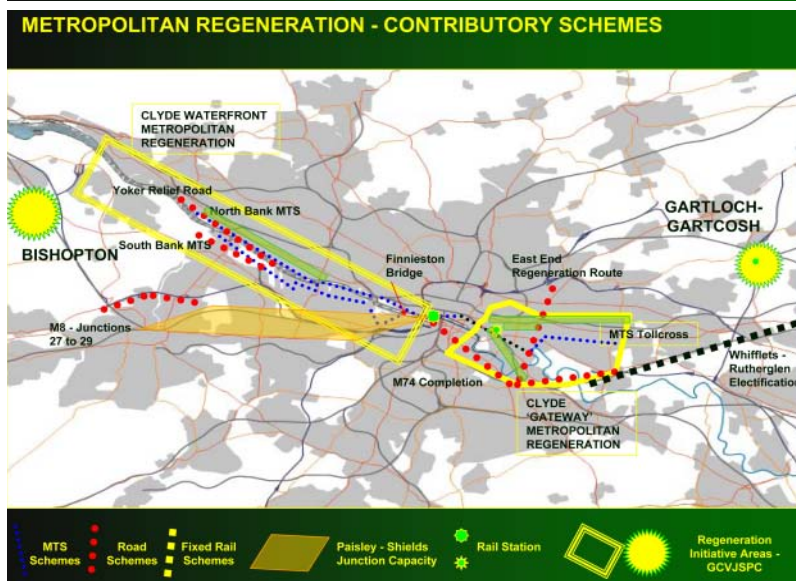 METROPOLITAN REGENERATION - CONTRIBUTORY SCHEMES
CLYDE WATERFRONT
METROPOLITAN
REGENERATION
Yoker Relief Road
North Bank MTS
South Bank MTS
BISHOPTON
GARTLOCH-
GARTCOSH
Finnieston
Bridge
East End
Regeneration Route
M8 - Junctions
27 to 29
MTS Tollcross
M74 Completion
Whifflets -
Rutherglen
Electification
CLYDE
'GATEWAY'
METROPOLITAN
REGENERATION
MTS
Schemes
Road
Schemes
Fixed Rail
Schemes
Paisley - Shields
Junction Capacity
Rail Station
Regeneration
Initiative Areas -
GCVJSPC